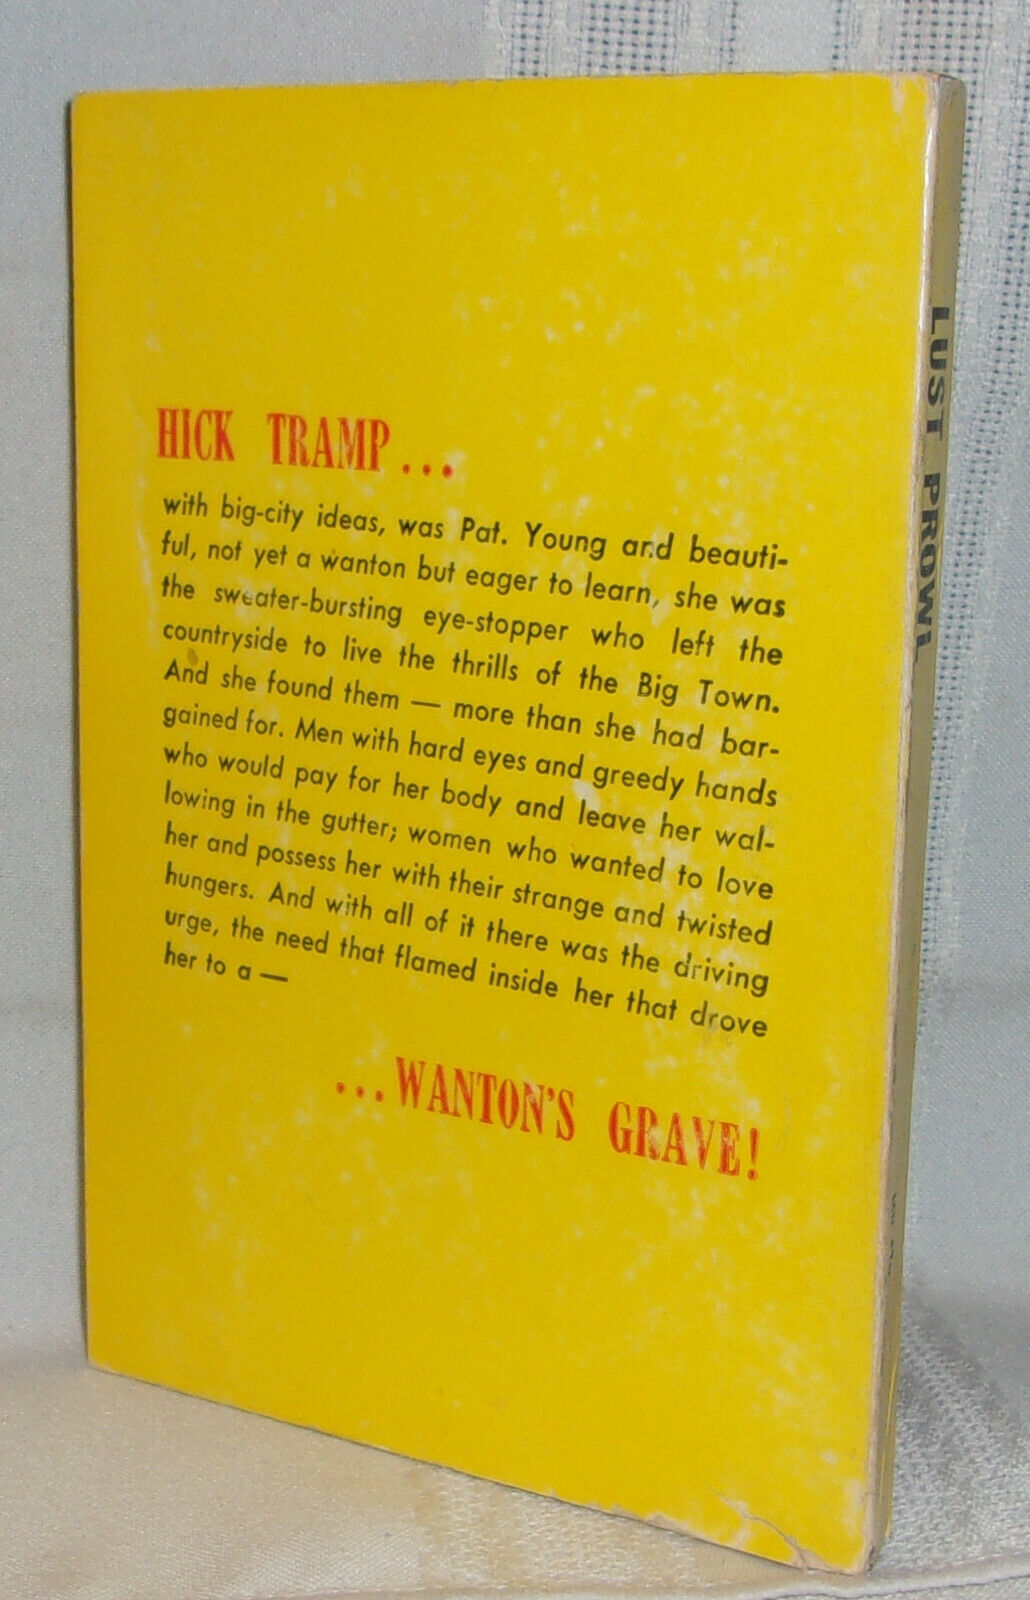 HICK TRAMP...
with big-city ideas, was Pat. Young and beauti-
ful, not yet a wanton but eager to learn, she was
the sweater-bursting eye-stopper who left the
countryside to live the thrills of the Big Town.
And she found them — more than she had bar-
gained for. Men with hard eyes and greedy hands
who would pay for her body and leave her wal-
lowing in the gutter; women who wanted to love
her and possess her with their strange and twisted
hungers. And with all of it there was the driving
urge, the need that flamed inside her that drove
her to a —
...WANTON'S GRAVE!
LUST PROWL